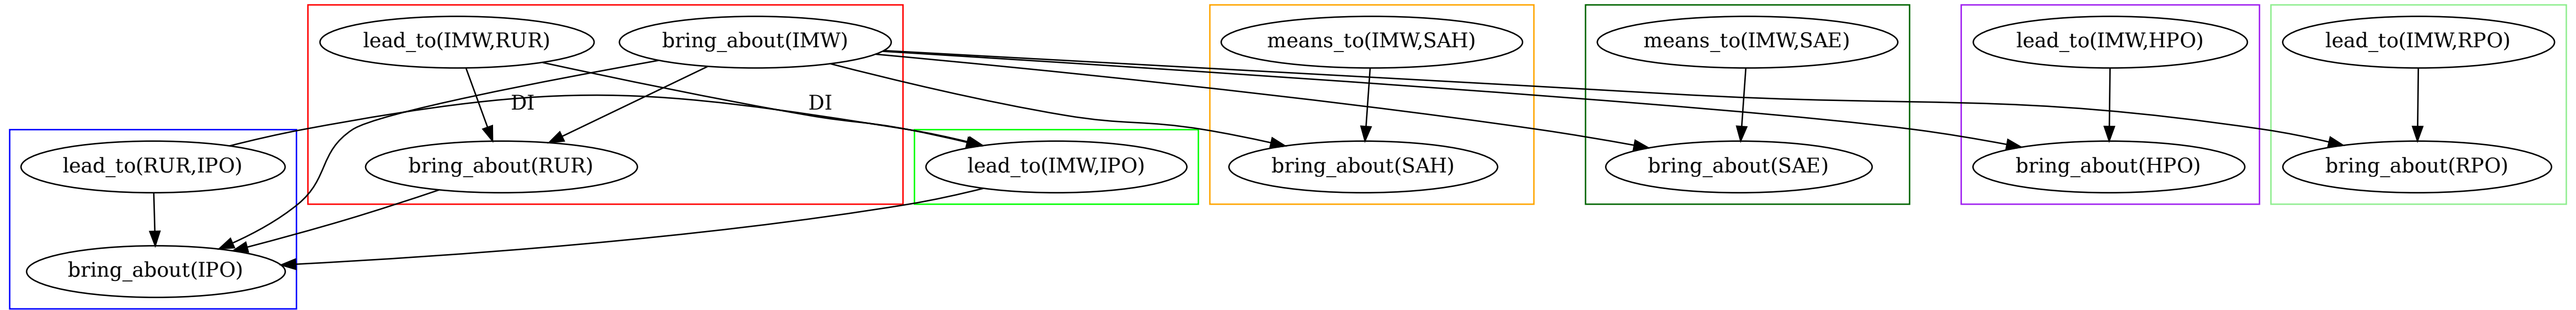 lead_to(IMW,RUR)
bring_about(IMW)
means_to(IMW,SAH)
means_to(IMW,SAE)
lead_to(IMW,HPO)
lead_to(IMW,RPO)
DI
DI
lead_to(RUR,IPO)
bring_about(RUR)
lead_to(IMW,IPO)
bring_about(SAH)
bring_about(SAE)
bring_about(HPO)
bring_about(RPO)
bring_about(IPO)